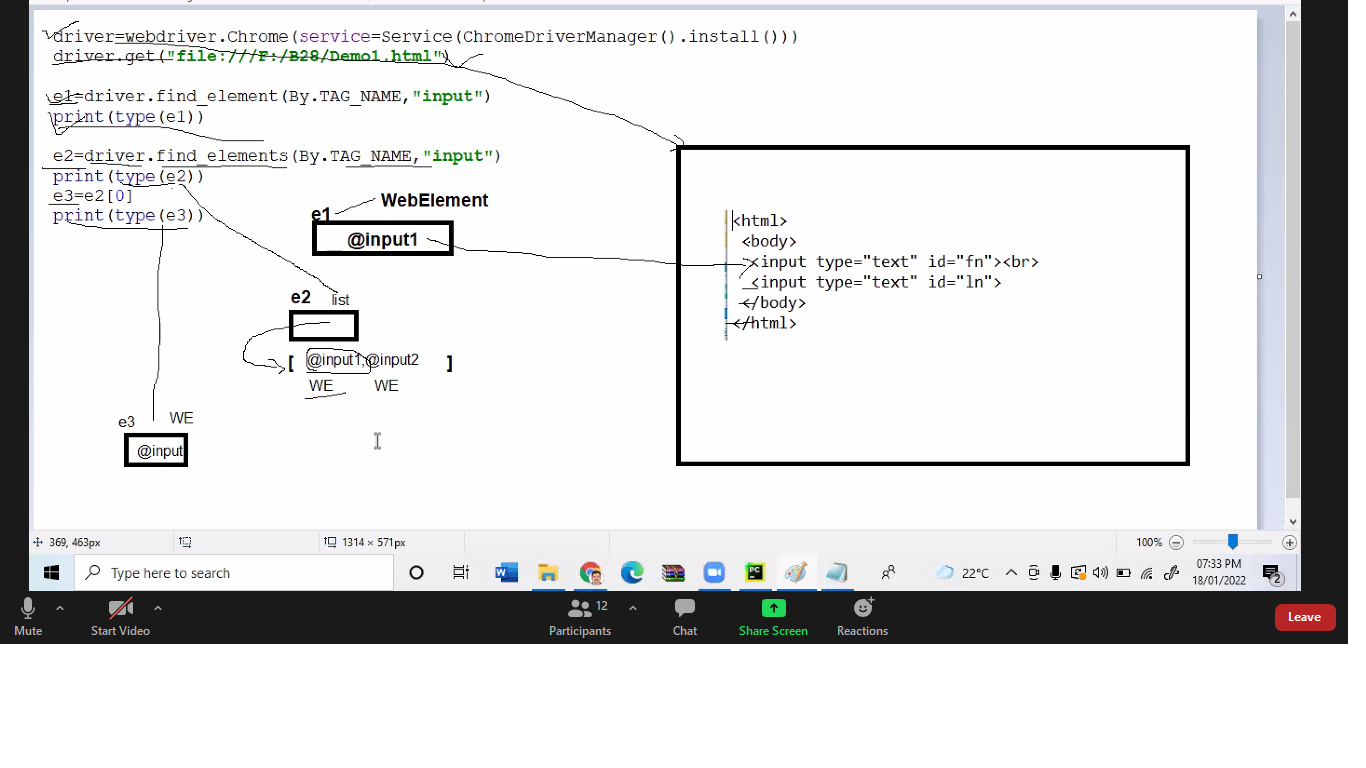 driver=webdriver.Chrome(service=Service(ChromeDriverManager().install()))
driver.get("file:///F:/B28/Demo1.html")
e1=driver.find_element(By.TAG_NAME,"input")
print(type(e1))
e2=driver.find_elements(By.TAG_NAME,"input")
print(type(e2))
e3=e2[0]
print(type(e3))
WebElement
e1
@input1
e2 list
[ @input1,@input2 ]
WE WE
e3 WE
@input
<html>
<body>
<input type="text" id="fn"><br>
<input type="text" id="ln">
</body>
</html>
369, 463px
1314 × 571px
100%
Type here to search
22°C
07:33 PM
18/01/2022
2
Mute
Start Video
12
Participants
Chat
Share Screen
Reactions
Leave